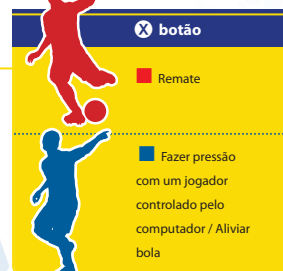 X botão
Remate
Fazer pressão
com um jogador
controlado pelo
computador / Aliviar
bola